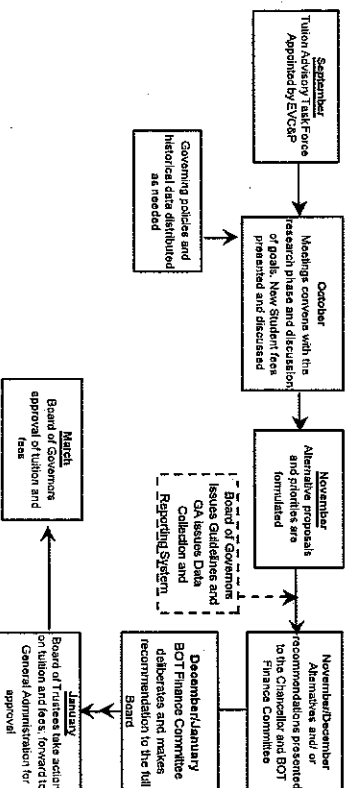 September
Tuition Advisory Task Force
Appointed by EVC&P
October
Meetings convene with the
research phase and discussion
of goals. New Student fees
presented and discussed
Governing policies and
historical data distributed
as needed
November
Alternative proposals
and priorities are
formulated
Board of Governors
Issues Guidelines and
GA issues Data
Collection and
Reporting System
November/December
Alternatives and/ or
recommendations presented
to the Chancellor and BOT
Finance Committee
December/January
BOT Finance Committee
deliberates and makes
recommendation to the full
Board
January
Board of Trustees take action
on tuition and fees; forward to
General Administration for
approval
March
Board of Governors
approval of tuition and
fees